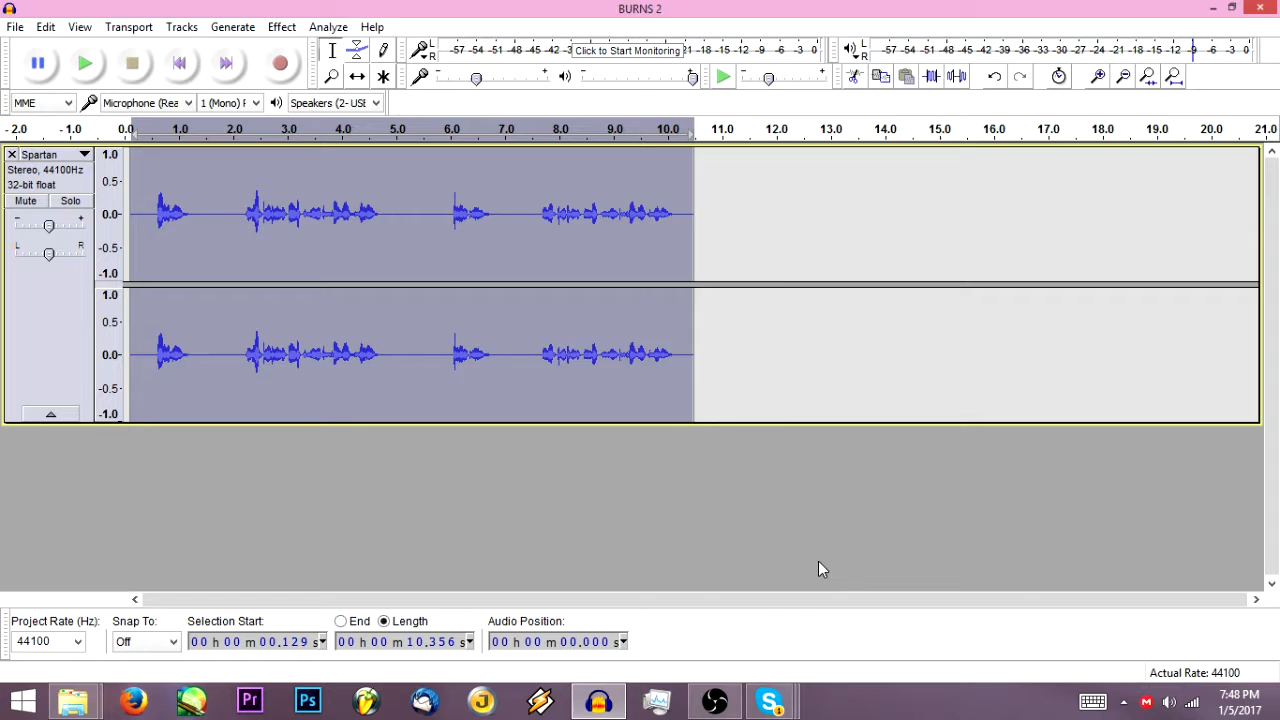 BURNS 2
File Edit View Transport Tracks Generate Effect Analyze Help
L R -57 -54 -51 -48 -45 -42 Click to Start Monitoring -18 -15 -12 -9 -6 -3 0
L R -57 -54 -51 -48 -45 -42 -39 -36 -33 -30 -27 -24 -21 -18 -15 -12 -9 -6 -3 0
MME Microphone (Rea 1 (Mono) Speakers (2- USE
- 2.0 - 1.0 0.0 1.0 2.0 3.0 4.0 5.0 6.0 7.0 8.0 9.0 10.0 11.0 12.0 13.0 14.0 15.0 16.0 17.0 18.0 19.0 20.0 21.0
Spartan
Stereo, 44100Hz
32-bit float
Mute Solo
- +
L R
1.0
0.5
0.0
-0.5
-1.0
1.0
0.5
0.0
-0.5
-1.0
Project Rate (Hz): Snap To: Selection Start: End Length Audio Position:
44100 Off 00 h 00 m 00.129 s 00 h 00 m 10.356 s 00 h 00 m 00.000 s
Actual Rate: 44100
Pr Ps J S 1 M 7:48 PM
1/5/2017